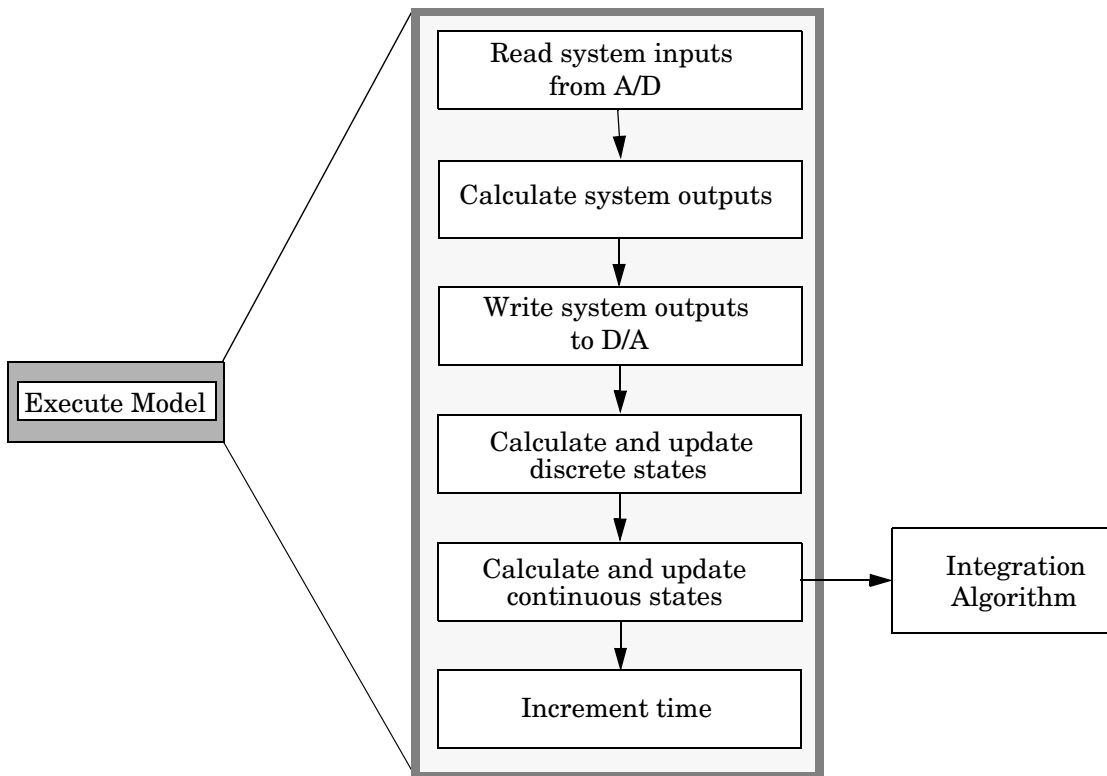 Read system inputs
from A/D
Calculate system outputs
Write system outputs
to D/A
Execute Model
Calculate and update
discrete states
Calculate and update
continuous states
Integration
Algorithm
Increment time